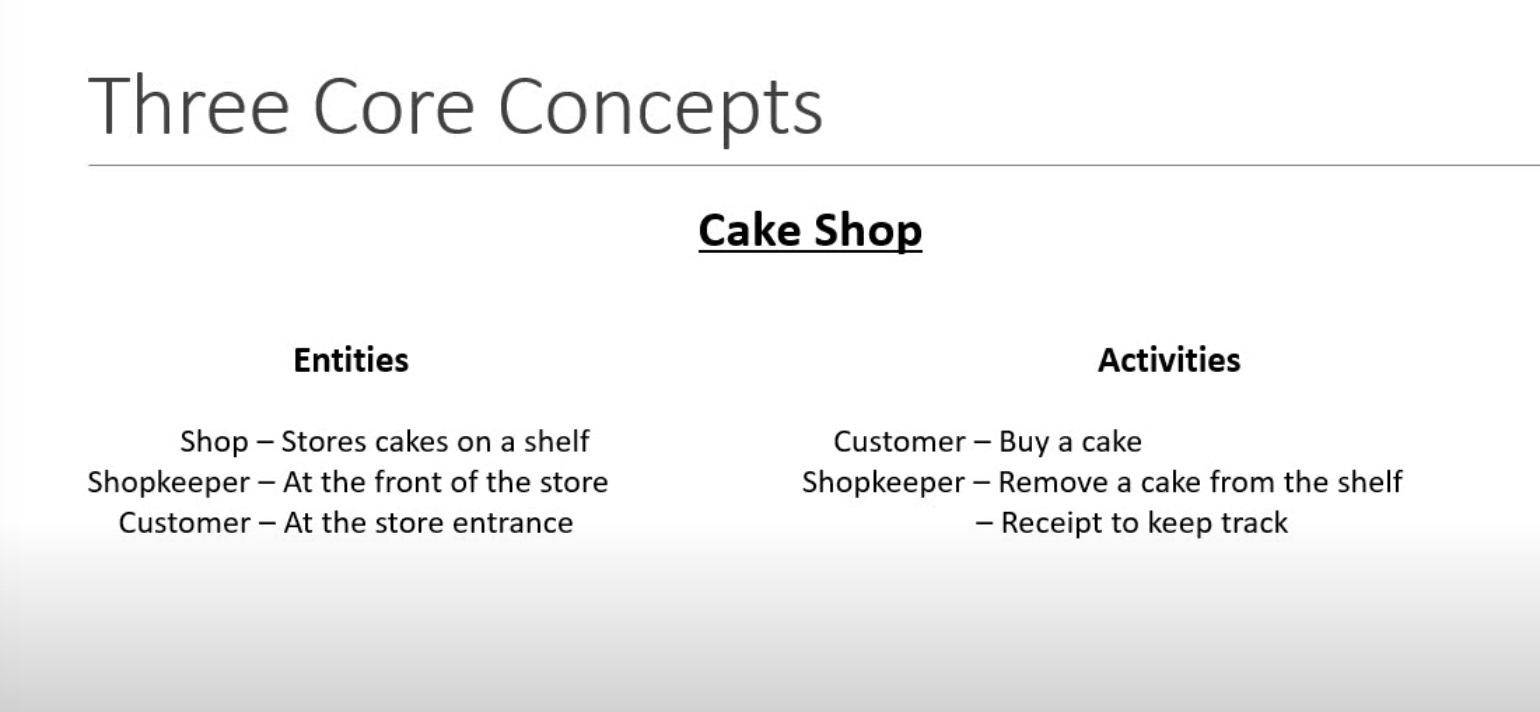 Three Core Concepts
Cake Shop
Entities
Shop – Stores cakes on a shelf
Shopkeeper – At the front of the store
Customer – At the store entrance
Activities
Customer – Buy a cake
Shopkeeper – Remove a cake from the shelf
– Receipt to keep track